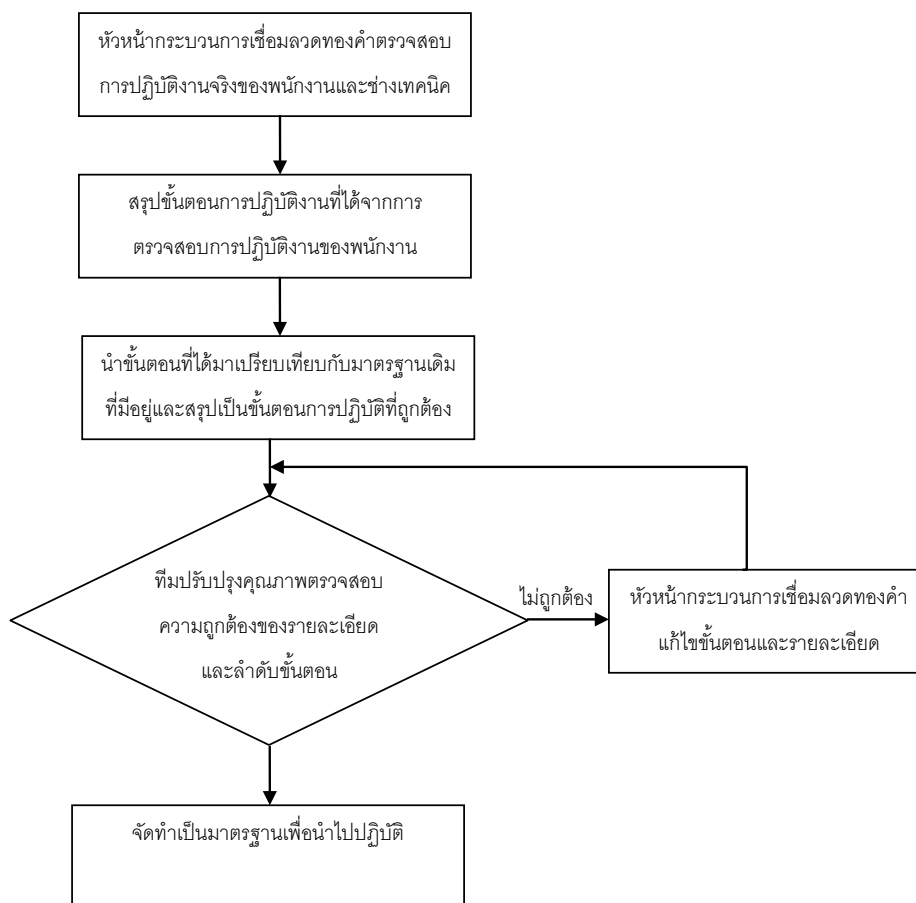 หัวหน้ากระบวนการเชื่อมลวดทองคำตรวจสอบ
การปฏิบัติงานจริงของพนักงานและช่างเทคนิค
สรุปขั้นตอนการปฏิบัติงานที่ได้จากการ
ตรวจสอบการปฏิบัติงานของพนักงาน
นำขั้นตอนที่ได้มาเปรียบเทียบกับมาตรฐานเดิม
ที่มีอยู่และสรุปเป็นขั้นตอนการปฏิบัติที่ถูกต้อง
ทีมปรับปรุงคุณภาพตรวจสอบ
ความถูกต้องของรายละเอียด
และลำดับขั้นตอน
ไม่ถูกต้อง
หัวหน้ากระบวนการเชื่อมลวดทองคำ
แก้ไขขั้นตอนและรายละเอียด
จัดทำเป็นมาตรฐานเพื่อนำไปปฏิบัติ